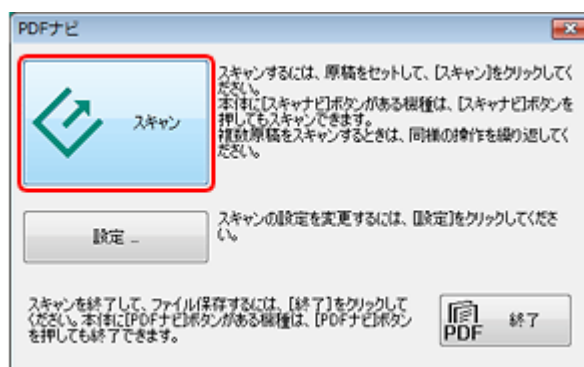 PDFナビ
スキャン
スキャンするには、原稿をセットして、[スキャン]をクリックしてく
ださい。
本体に[スキャナビ]ボタンがある機種は、[スキャナビ]ボタンを
押してもスキャンできます。
複数原稿をスキャンするときは、同様の操作を繰り返してく
ださい。
設定 ...
スキャンの設定を変更するには、[設定]をクリックしてくださ
い。
スキャンを終了して、ファイル保存するには、[終了]をクリックして
ください。本体に[PDFナビ]ボタンがある機種は、[PDFナビ]ボタン
を押しても終了できます。
PDF
終了